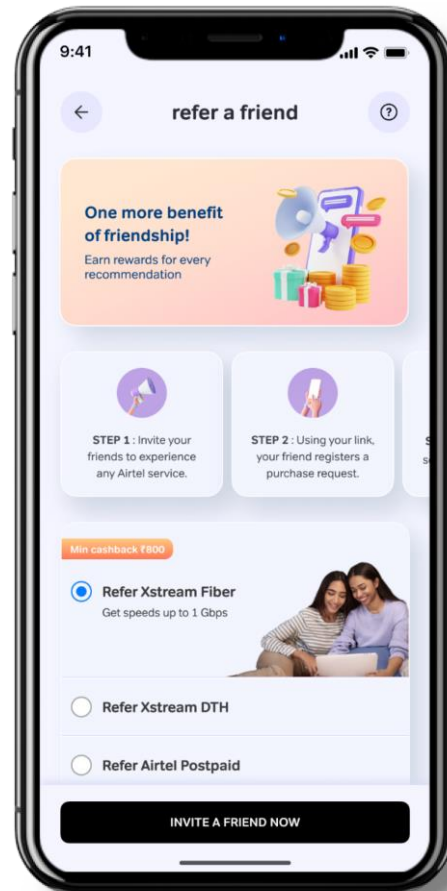 9:41
refer a friend
One more benefit
of friendship!
Earn rewards for every
recommendation
STEP 1 : Invite your
friends to experience
any Airtel service.
STEP 2 : Using your link,
your friend registers a
purchase request.
Min cashback ₹800
Refer Xstream Fiber
Get speeds up to 1 Gbps
Refer Xstream DTH
Refer Airtel Postpaid
INVITE A FRIEND NOW